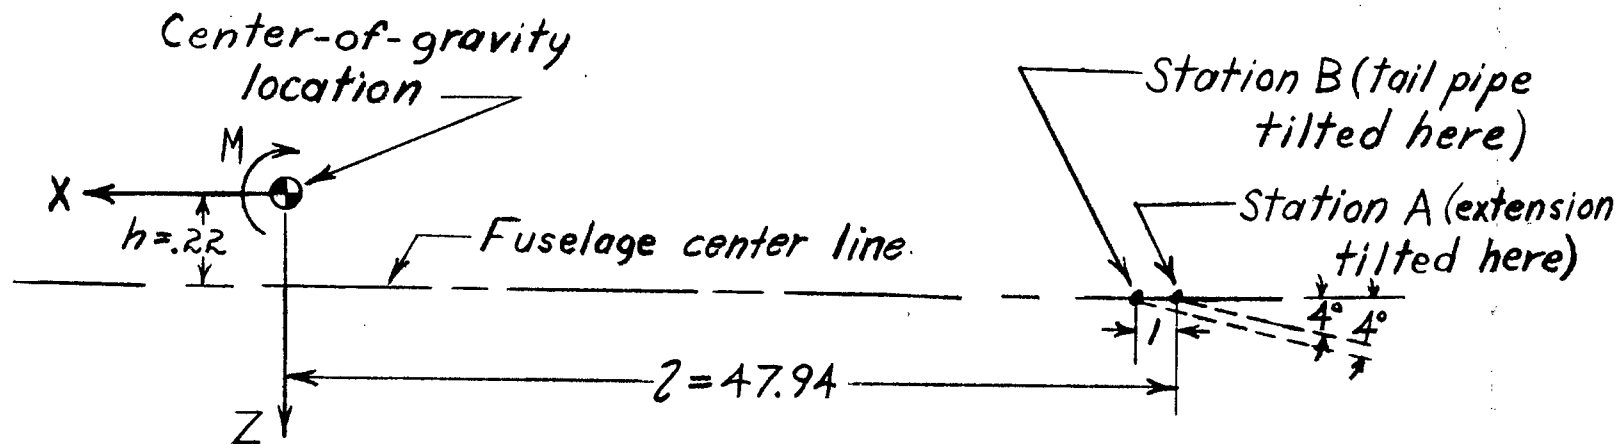 Center-of-gravity
location
Station B (tail pipe
tilted here)
M
X
Station A (extension
tilted here)
h=.22
Fuselage center line
4°
4°
1
l=47.94
Z